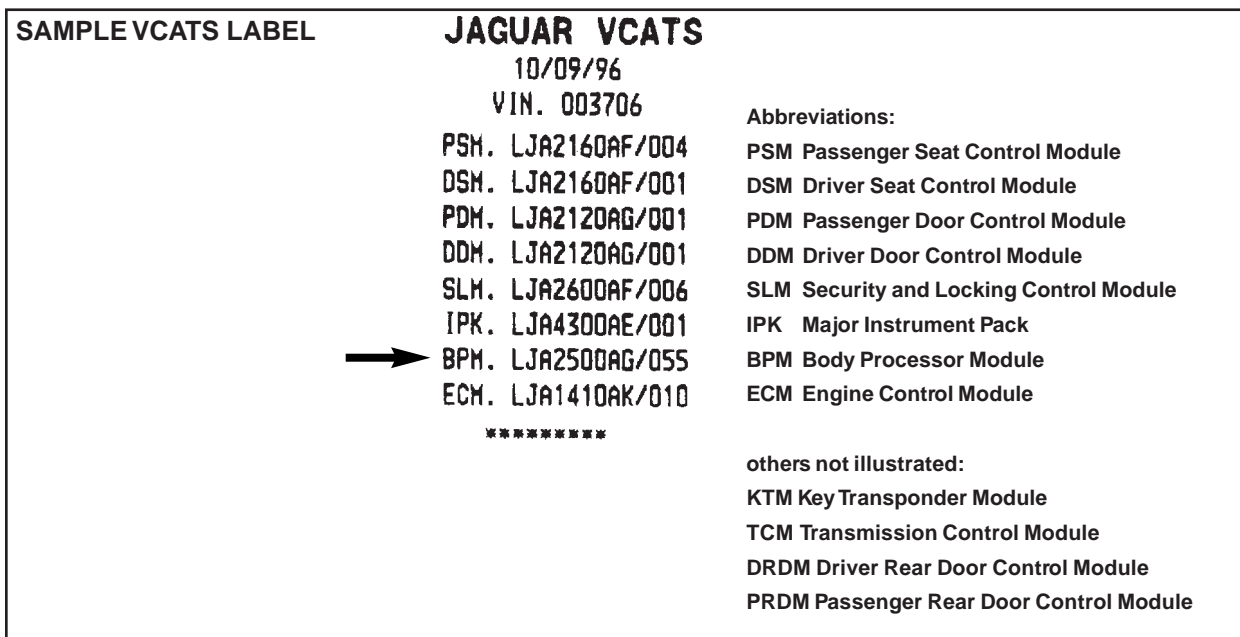 SAMPLE VCATS LABEL
JAGUAR VCATS
10/09/96
VIN. 003706
PSM. LJA2160AF/004
DSM. LJA2160AF/001
PDM. LJA2120AG/001
DDM. LJA2120AG/001
SLM. LJA2600AF/006
IPK. LJA4300AE/001
BPM. LJA2500AG/055
ECM. LJA1410AK/010
*********
Abbreviations:
PSM Passenger Seat Control Module
DSM Driver Seat Control Module
PDM Passenger Door Control Module
DDM Driver Door Control Module
SLM Security and Locking Control Module
IPK Major Instrument Pack
BPM Body Processor Module
ECM Engine Control Module
others not illustrated:
KTM Key Transponder Module
TCM Transmission Control Module
DRDM Driver Rear Door Control Module
PRDM Passenger Rear Door Control Module